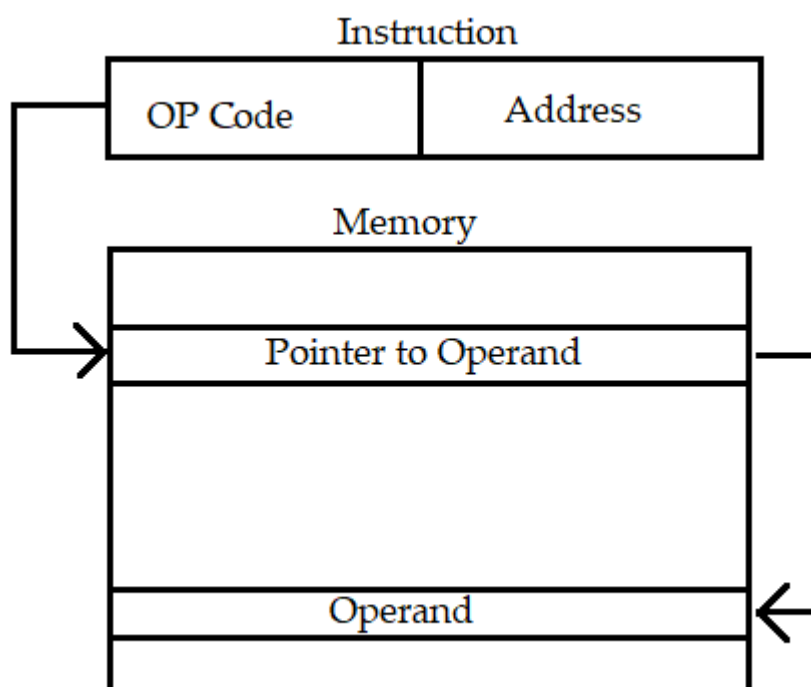 Instruction
OP Code
Address
Memory
Pointer to Operand
Operand